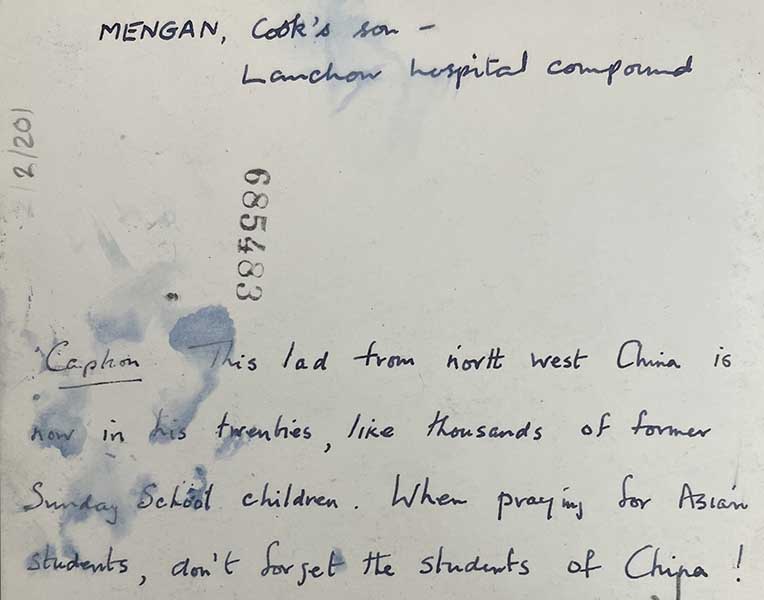 MENGAN, Cook's son –
Lanchow hospital compound
2/201
685483
Caption This lad from north west China is
now in his twenties, like thousands of former
Sunday School children. When praying for Asian
students, don't forget the students of China!